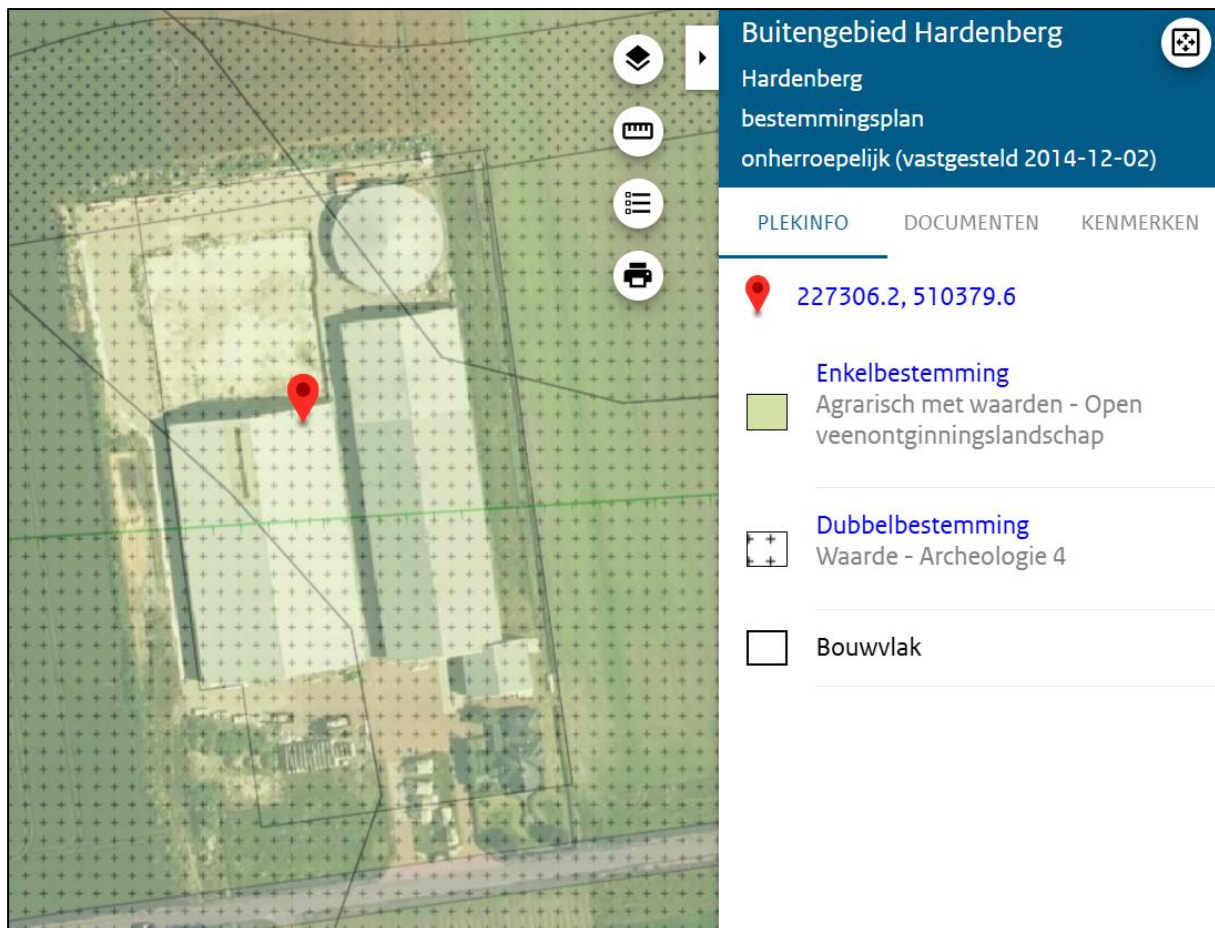 Buitengebied Hardenberg
Hardenberg
bestemmingsplan
onherroepelijk (vastgesteld 2014-12-02)
PLEKINFO DOCUMENTEN KENMERKEN
227306.2, 510379.6
Enkelbestemming
Agrarisch met waarden - Open
veenontginningslandschap
Dubbelbestemming
Waarde - Archeologie 4
Bouwvlak